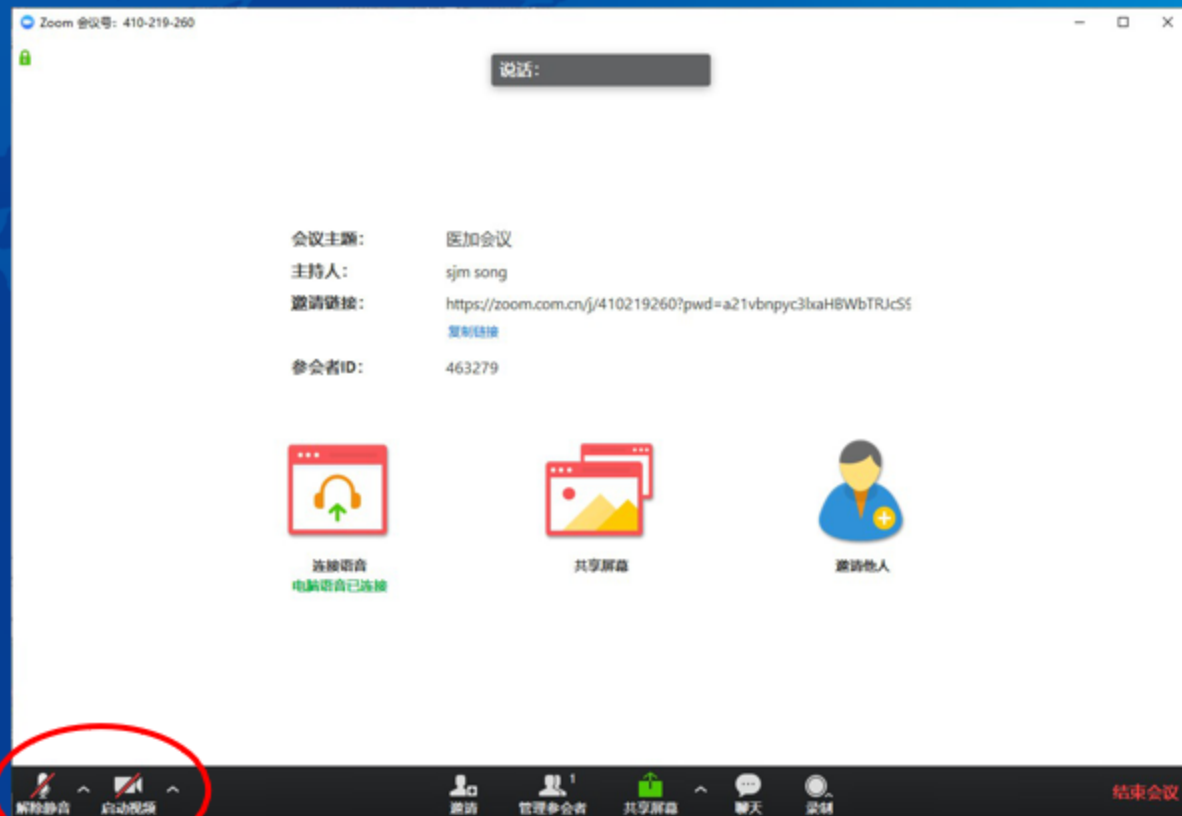 Zoom 会议号: 410-219-260
说话:
会议主题: 医加会议
主持人: sjm song
邀请链接: https://zoom.com.cn/j/410219260?pwd=a21vbnpyc3lxaHBWbTRJcS9
复制链接
参会者ID: 463279
连接语音 共享屏幕 邀请他人
电脑语音已连接
解除静音 启动视频 邀请 管理参会者 1 共享屏幕 聊天 录制 结束会议